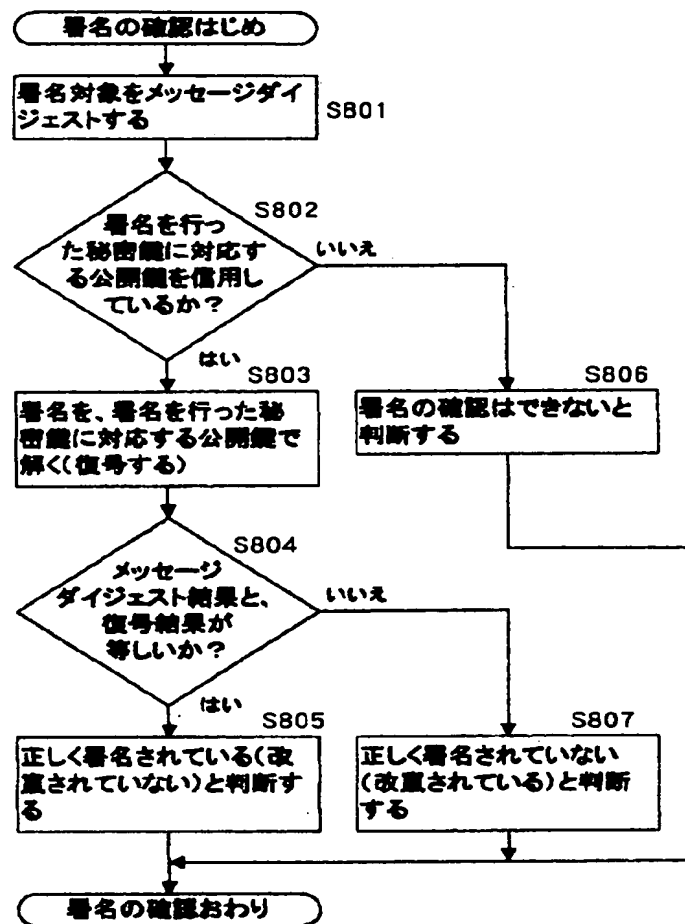 署名の確認はじめ
署名対象をメッセージダイ
ジェストする
S801
S802
署名を行っ
た秘密鍵に対応す
る公開鍵を信用し
ているか?
いいえ
はい
S803
署名を、署名を行った秘
密鍵に対応する公開鍵で
解く(復号する)
S806
署名の確認はできないと
判断する
S804
メッセージ
ダイジェスト結果と、
復号結果が
等しいか?
いいえ
はい
S805
正しく署名されている(改
竄されていない)と判断す
る
S807
正しく署名されていない
(改竄されている)と判断
する
署名の確認おわり